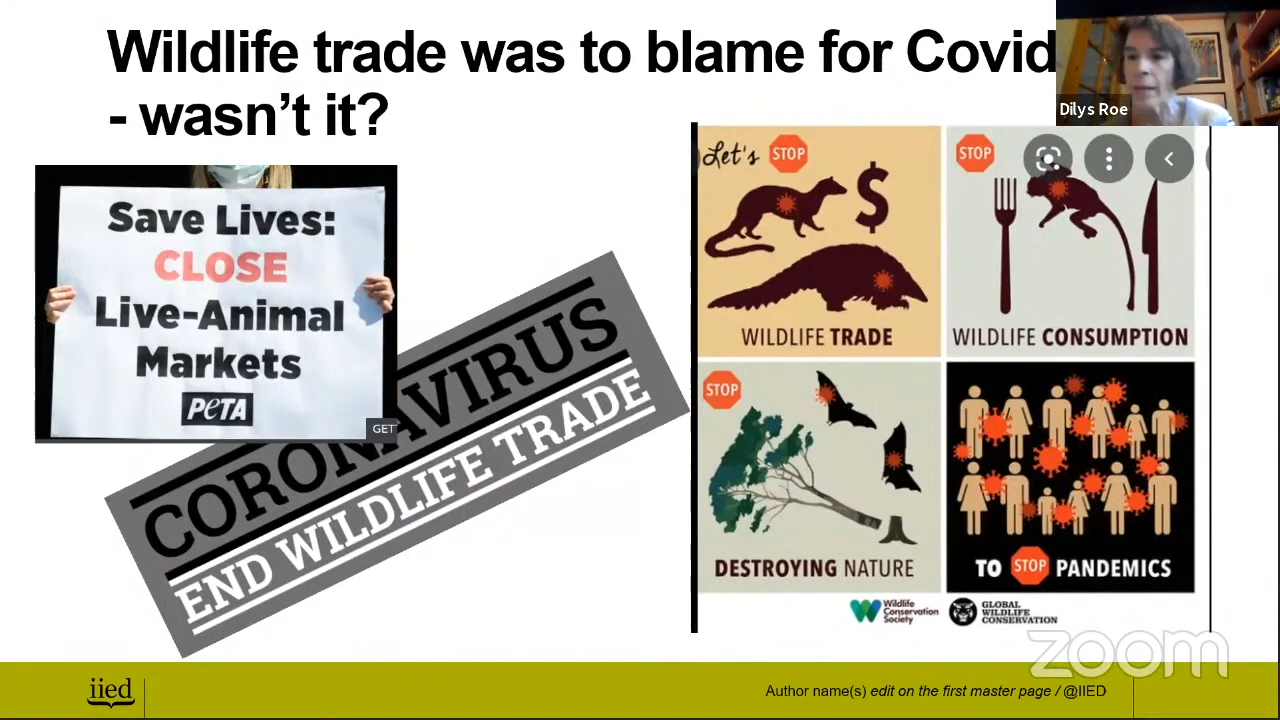 Wildlife trade was to blame for Covid
- wasn't it?
Dilys Roe
Save Lives:
CLOSE
Live-Animal
Markets
PETA
GET
CORONAVIRUS
END WILDLIFE TRADE
Let's STOP
$
WILDLIFE TRADE
STOP
WILDLIFE CONSUMPTION
STOP
DESTROYING NATURE
TO STOP PANDEMICS
Wildlife
Conservation
Society
GLOBAL
WILDLIFE
CONSERVATION
zoom
iied
Author name(s) edit on the first master page / @IIED